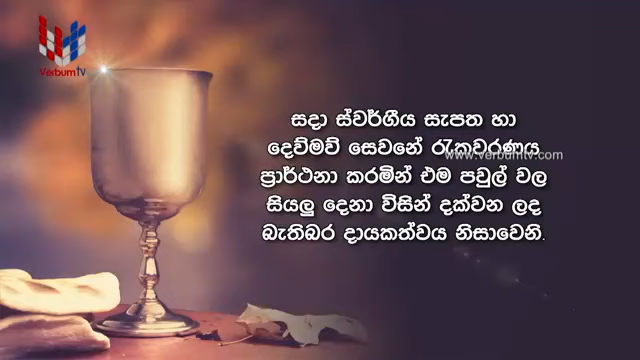 VerbumTV
සදා ස්වර්ගීය සැපත හා
දෙව්මව් සෙවනේ රැකවරණය
www.verbumtv.com
ප්‍රාර්ථනා කරමින් එම පවුල් වල
සියලු දෙනා විසින් දක්වන ලද
බැතිබර දායකත්වය නිසාවෙනි.